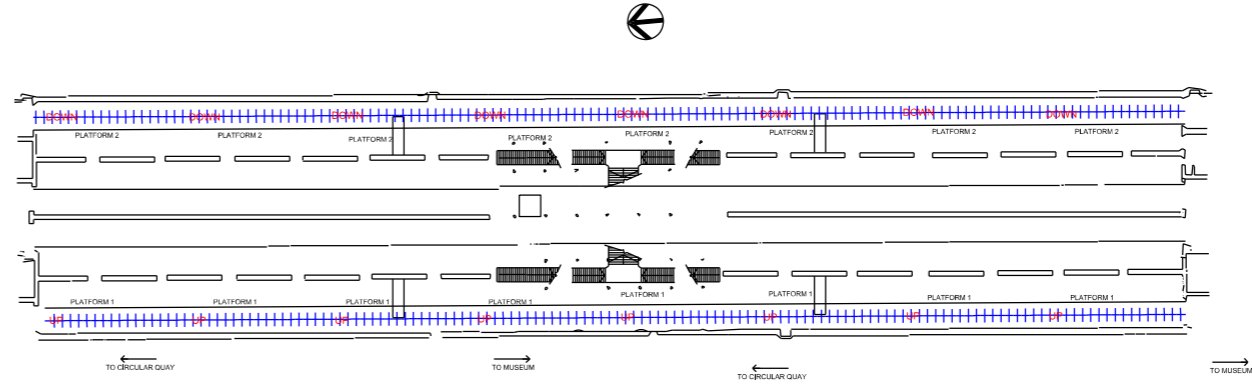 DOWN DOWN DOWN DOWN DOWN DOWN DOWN DOWN
PLATFORM 2 PLATFORM 2 PLATFORM 2 PLATFORM 2 PLATFORM 2 PLATFORM 2 PLATFORM 2 PLATFORM 2
PLATFORM 1 PLATFORM 1 PLATFORM 1 PLATFORM 1 PLATFORM 1 PLATFORM 1 PLATFORM 1 PLATFORM 1
UP UP UP UP UP UP UP UP
TO CIRCULAR QUAY TO MUSEUM TO CIRCULAR QUAY TO MUSEUM